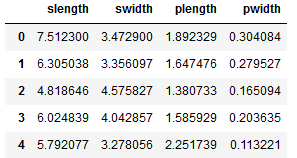 slength swidth plength pwidth
0 7.512300 3.472900 1.892329 0.304084
1 6.305038 3.356097 1.647476 0.279527
2 4.818646 4.575827 1.380733 0.165094
3 6.024839 4.042857 1.585929 0.203635
4 5.792077 3.278056 2.251739 0.113221